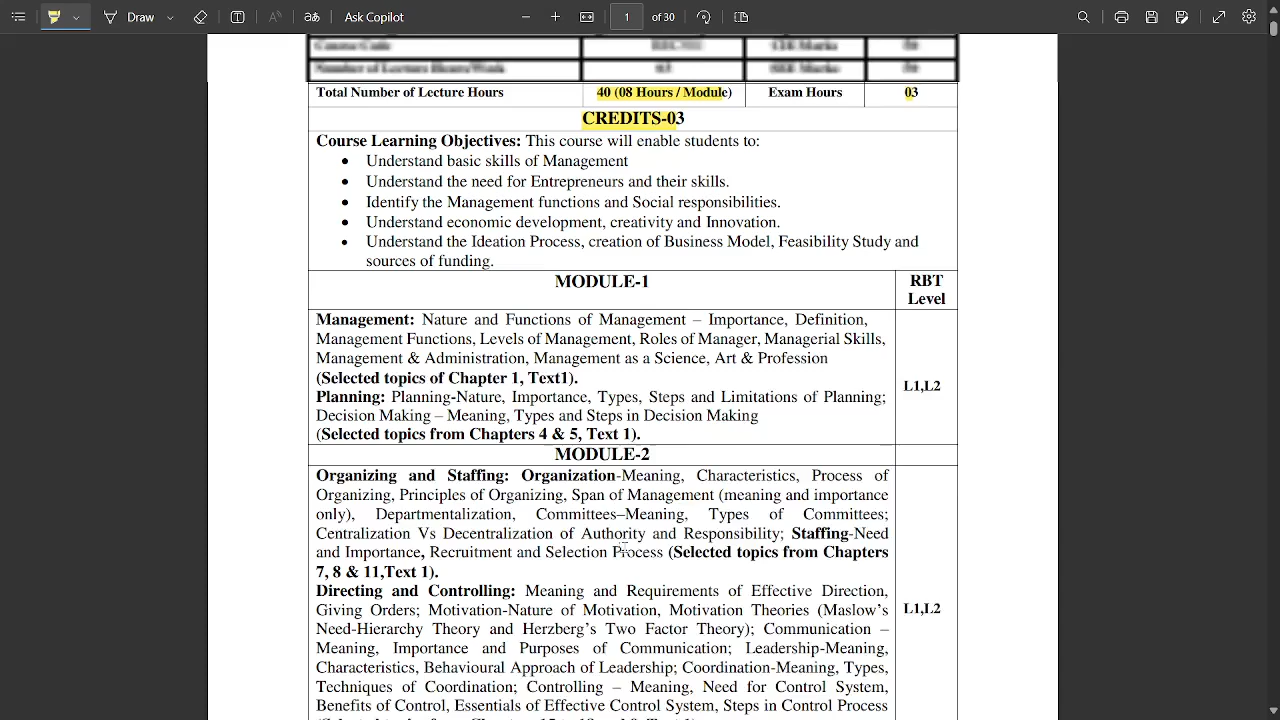 Draw
Ask Copilot
1 of 30
Total Number of Lecture Hours 40 (08 Hours / Module) Exam Hours 03
CREDITS-03
Course Learning Objectives: This course will enable students to:
• Understand basic skills of Management
• Understand the need for Entrepreneurs and their skills.
• Identify the Management functions and Social responsibilities.
• Understand economic development, creativity and Innovation.
• Understand the Ideation Process, creation of Business Model, Feasibility Study and
sources of funding.
MODULE-1 RBT
Level
Management: Nature and Functions of Management – Importance, Definition,
Management Functions, Levels of Management, Roles of Manager, Managerial Skills,
Management & Administration, Management as a Science, Art & Profession
(Selected topics of Chapter 1, Text1).
L1,L2
Planning: Planning-Nature, Importance, Types, Steps and Limitations of Planning;
Decision Making – Meaning, Types and Steps in Decision Making
(Selected topics from Chapters 4 & 5, Text 1).
MODULE-2
Organizing and Staffing: Organization-Meaning, Characteristics, Process of
Organizing, Principles of Organizing, Span of Management (meaning and importance
only), Departmentalization, Committees–Meaning, Types of Committees;
Centralization Vs Decentralization of Authority and Responsibility; Staffing-Need
and Importance, Recruitment and Selection Process (Selected topics from Chapters
7, 8 & 11,Text 1).
Directing and Controlling: Meaning and Requirements of Effective Direction,
Giving Orders; Motivation-Nature of Motivation, Motivation Theories (Maslow's
L1,L2
Need-Hierarchy Theory and Herzberg's Two Factor Theory); Communication –
Meaning, Importance and Purposes of Communication; Leadership-Meaning,
Characteristics, Behavioural Approach of Leadership; Coordination-Meaning, Types,
Techniques of Coordination; Controlling – Meaning, Need for Control System,
Benefits of Control, Essentials of Effective Control System, Steps in Control Process